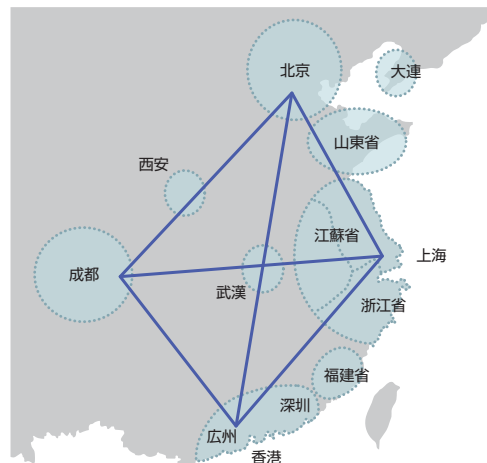 北京
大連
山東省
西安
江蘇省
上海
成都
武漢
浙江省
福建省
深圳
広州
香港